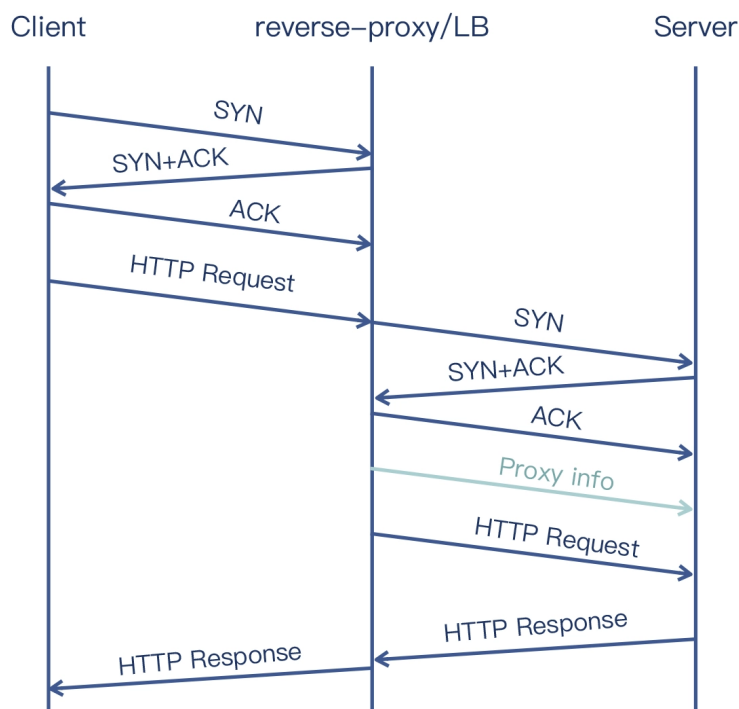 Client
reverse-proxy/LB
Server
SYN
SYN+ACK
ACK
HTTP Request
SYN
SYN+ACK
ACK
Proxy info
HTTP Request
HTTP Response
HTTP Response